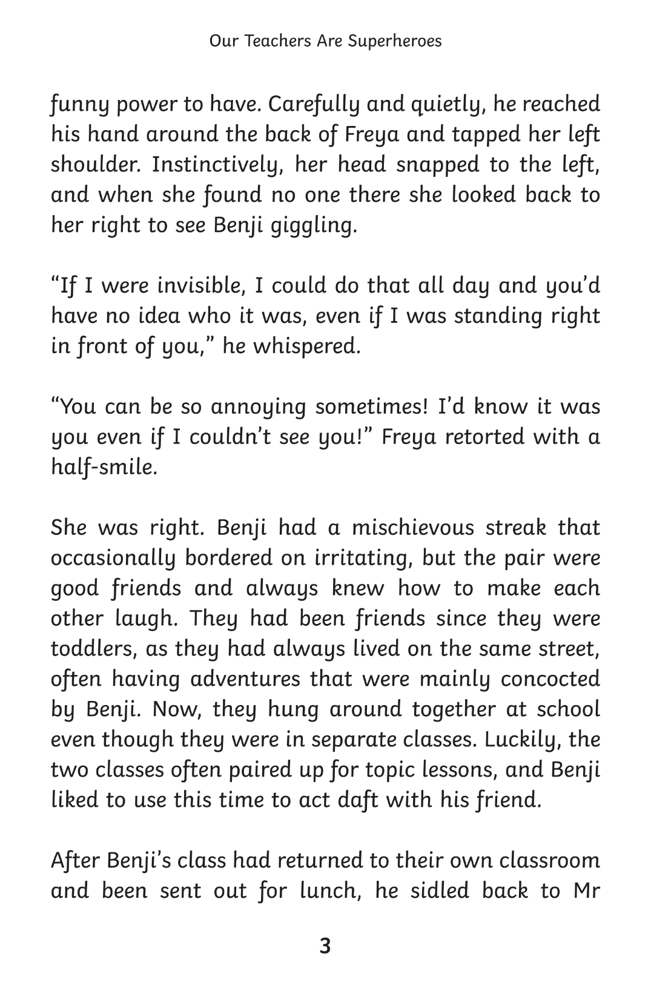 Our Teachers Are Superheroes
funny power to have. Carefully and quietly, he reached
his hand around the back of Freya and tapped her left
shoulder. Instinctively, her head snapped to the left,
and when she found no one there she looked back to
her right to see Benji giggling.
“If I were invisible, I could do that all day and you’d
have no idea who it was, even if I was standing right
in front of you,” he whispered.
“You can be so annoying sometimes! I’d know it was
you even if I couldn’t see you!” Freya retorted with a
half-smile.
She was right. Benji had a mischievous streak that
occasionally bordered on irritating, but the pair were
good friends and always knew how to make each
other laugh. They had been friends since they were
toddlers, as they had always lived on the same street,
often having adventures that were mainly concocted
by Benji. Now, they hung around together at school
even though they were in separate classes. Luckily, the
two classes often paired up for topic lessons, and Benji
liked to use this time to act daft with his friend.
After Benji’s class had returned to their own classroom
and been sent out for lunch, he sidled back to Mr
3